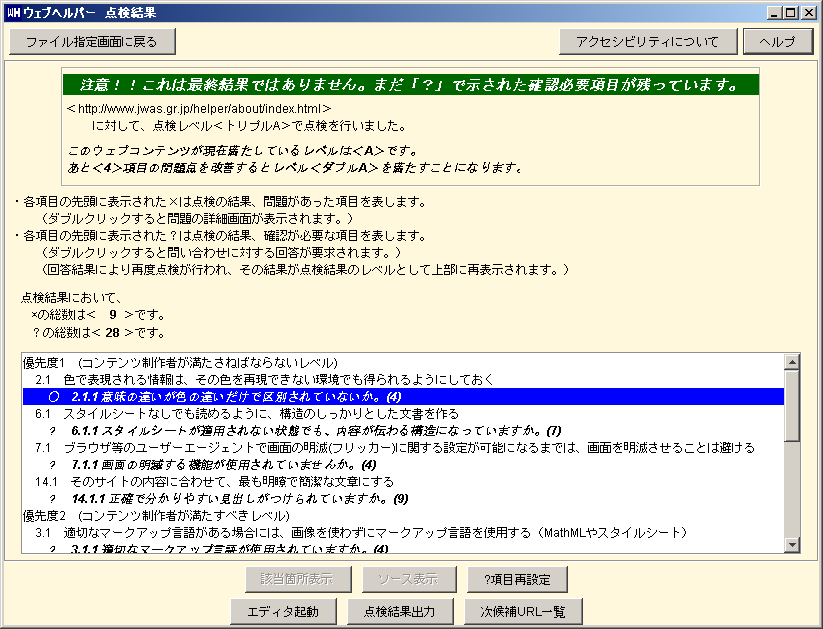 WH ウェブヘルパー 点検結果
ファイル指定画面に戻る
アクセシビリティについて
ヘルプ
注意！！これは最終結果ではありません。まだ「？」で示された確認必要項目が残っています。
＜http://www.jwas.gr.jp/helper/about/index.html＞
に対して、点検レベル＜トリプルA＞で点検を行いました。
このウェブコンテンツが現在満たしているレベルは＜A＞です。
あと＜4＞項目の問題点を改善するとレベル＜ダブルA＞を満たすことになります。
・各項目の先頭に表示された×は点検の結果、問題があった項目を表します。
（ダブルクリックすると問題の詳細画面が表示されます。）
・各項目の先頭に表示された？は点検の結果、確認が必要な項目を表します。
（ダブルクリックすると問い合わせに対する回答が要求されます。）
（回答結果により再度点検が行われ、その結果が点検結果のレベルとして上部に再表示されます。）
点検結果において、
×の総数は＜ 9 ＞です。
？の総数は＜ 28 ＞です。
優先度1 （コンテンツ制作者が満たさねばならないレベル）
2.1 色で表現される情報は、その色を再現できない環境でも得られるようにしておく
○ 2.1.1 意味の違いが色の違いだけで区別されていないか。(4)
6.1 スタイルシートなしでも読めるように、構造のしっかりとした文書を作る
？ 6.1.1 スタイルシートが適用されない状態でも、内容が伝わる構造になっていますか。(7)
7.1 ブラウザ等のユーザーエージェントで画面の明滅(フリッカー)に関する設定が可能になるまでは、画面を明滅させることは避ける
？ 7.1.1 画面の明滅する機能が使用されていませんか。(4)
14.1 そのサイトの内容に合わせて、最も明瞭で簡潔な文章にする
？ 14.1.1 正確で分かりやすい見出しがつけられていますか。(9)
優先度2 （コンテンツ制作者が満たすべきレベル）
3.1 適切なマークアップ言語がある場合には、画像を使わずにマークアップ言語を使用する（MathMLやスタイルシート）
？ 3.1.1 適切なマークアップ言語が使用されていますか。(4)
該当箇所表示
ソース表示
?項目再設定
エディタ起動
点検結果出力
次候補URL一覧